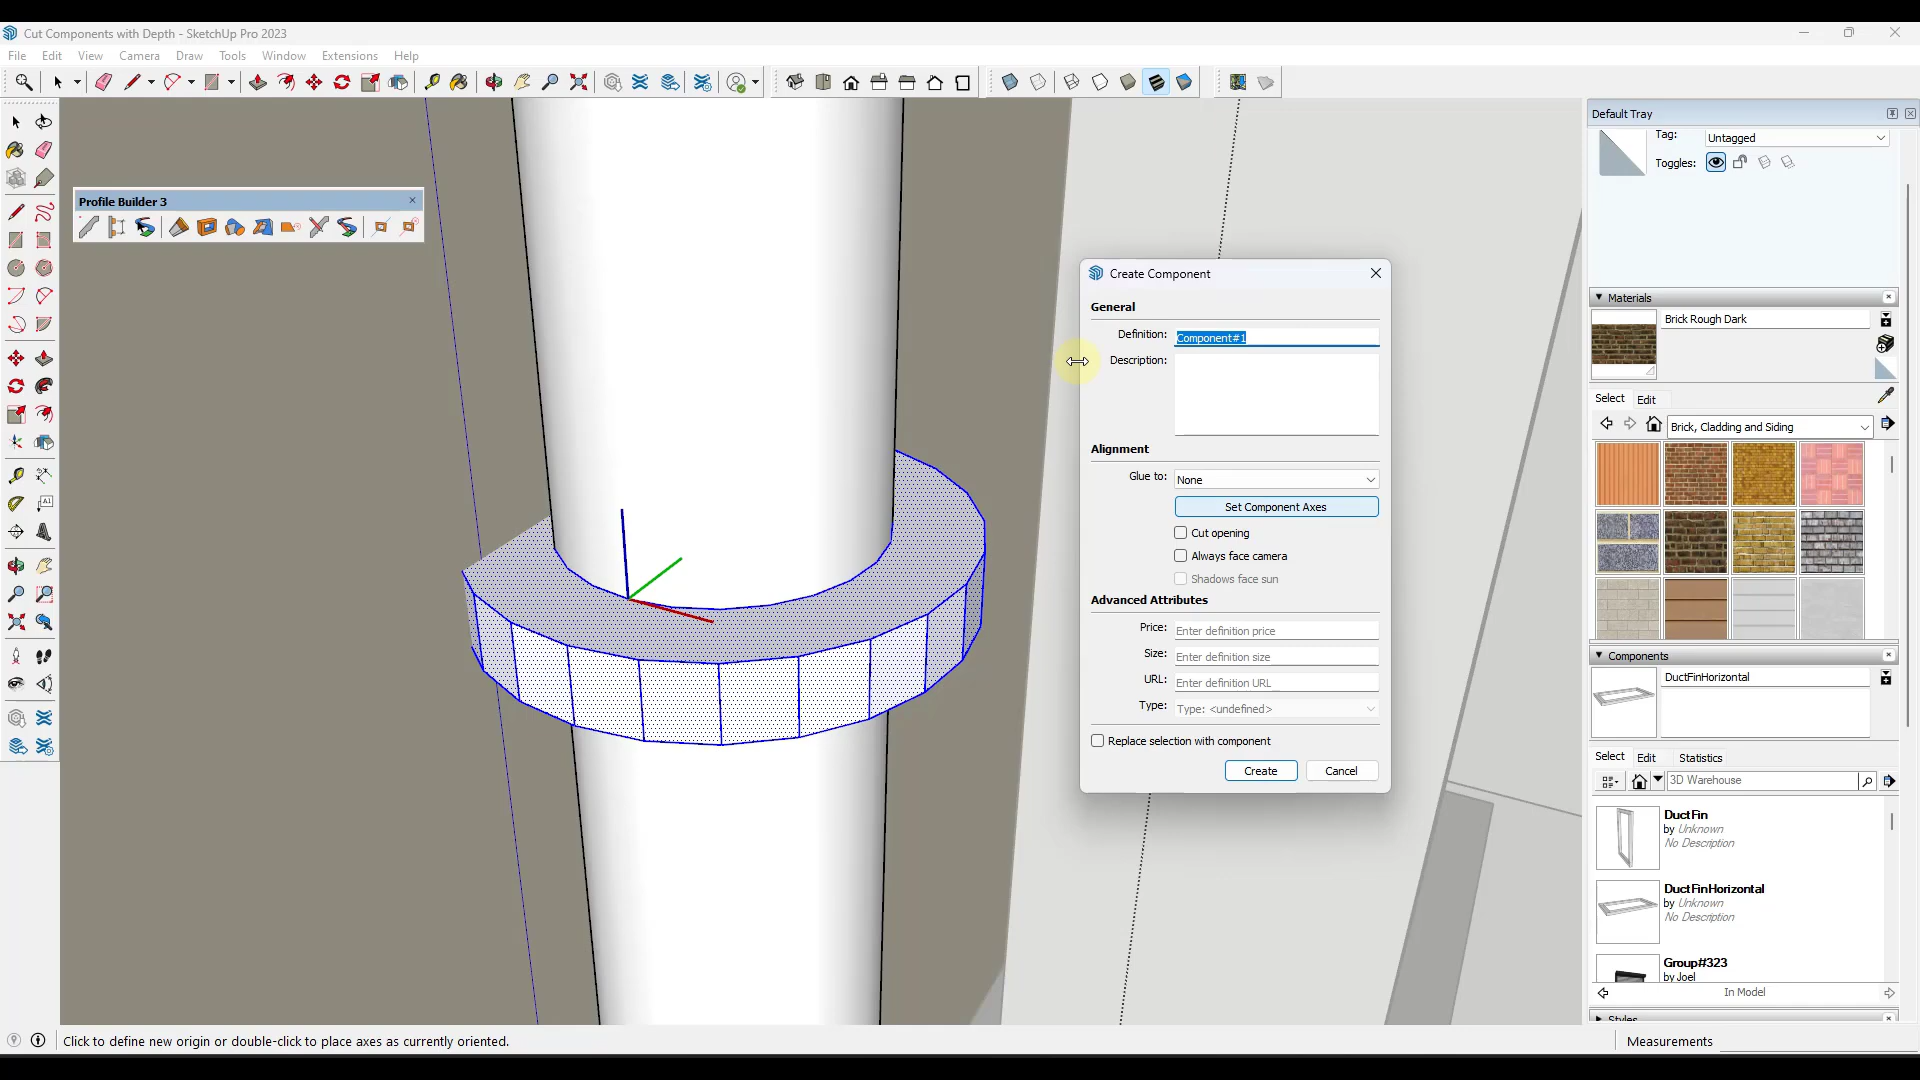 Cut Components with Depth - SketchUp Pro 2023
File Edit View Camera Draw Tools Window Extensions Help
Default Tray
Tag: Untagged
Toggles:
Profile Builder 3
Create Component
General
Definition: Component#1
Description:
Alignment
Glue to: None
Set Component Axes
Cut opening
Always face camera
Shadows face sun
Advanced Attributes
Price: Enter definition price
Size: Enter definition size
URL: Enter definition URL
Type: Type: <undefined>
Replace selection with component
Create Cancel
Materials
Brick Rough Dark
Select Edit
Brick, Cladding and Siding
Components
DuctFinHorizontal
Select Edit Statistics
3D Warehouse
DuctFin
by Unknown
No Description
DuctFinHorizontal
by Unknown
No Description
Group#323
by Joel
In Model
Styles
Click to define new origin or double-click to place axes as currently oriented.
Measurements